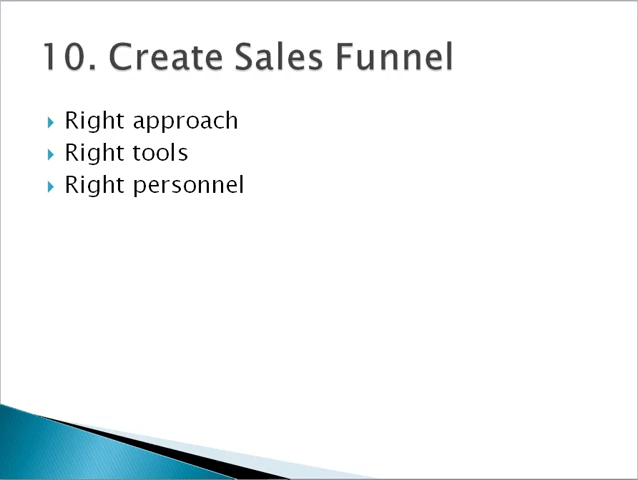 10. Create Sales Funnel
Right approach
Right tools
Right personnel